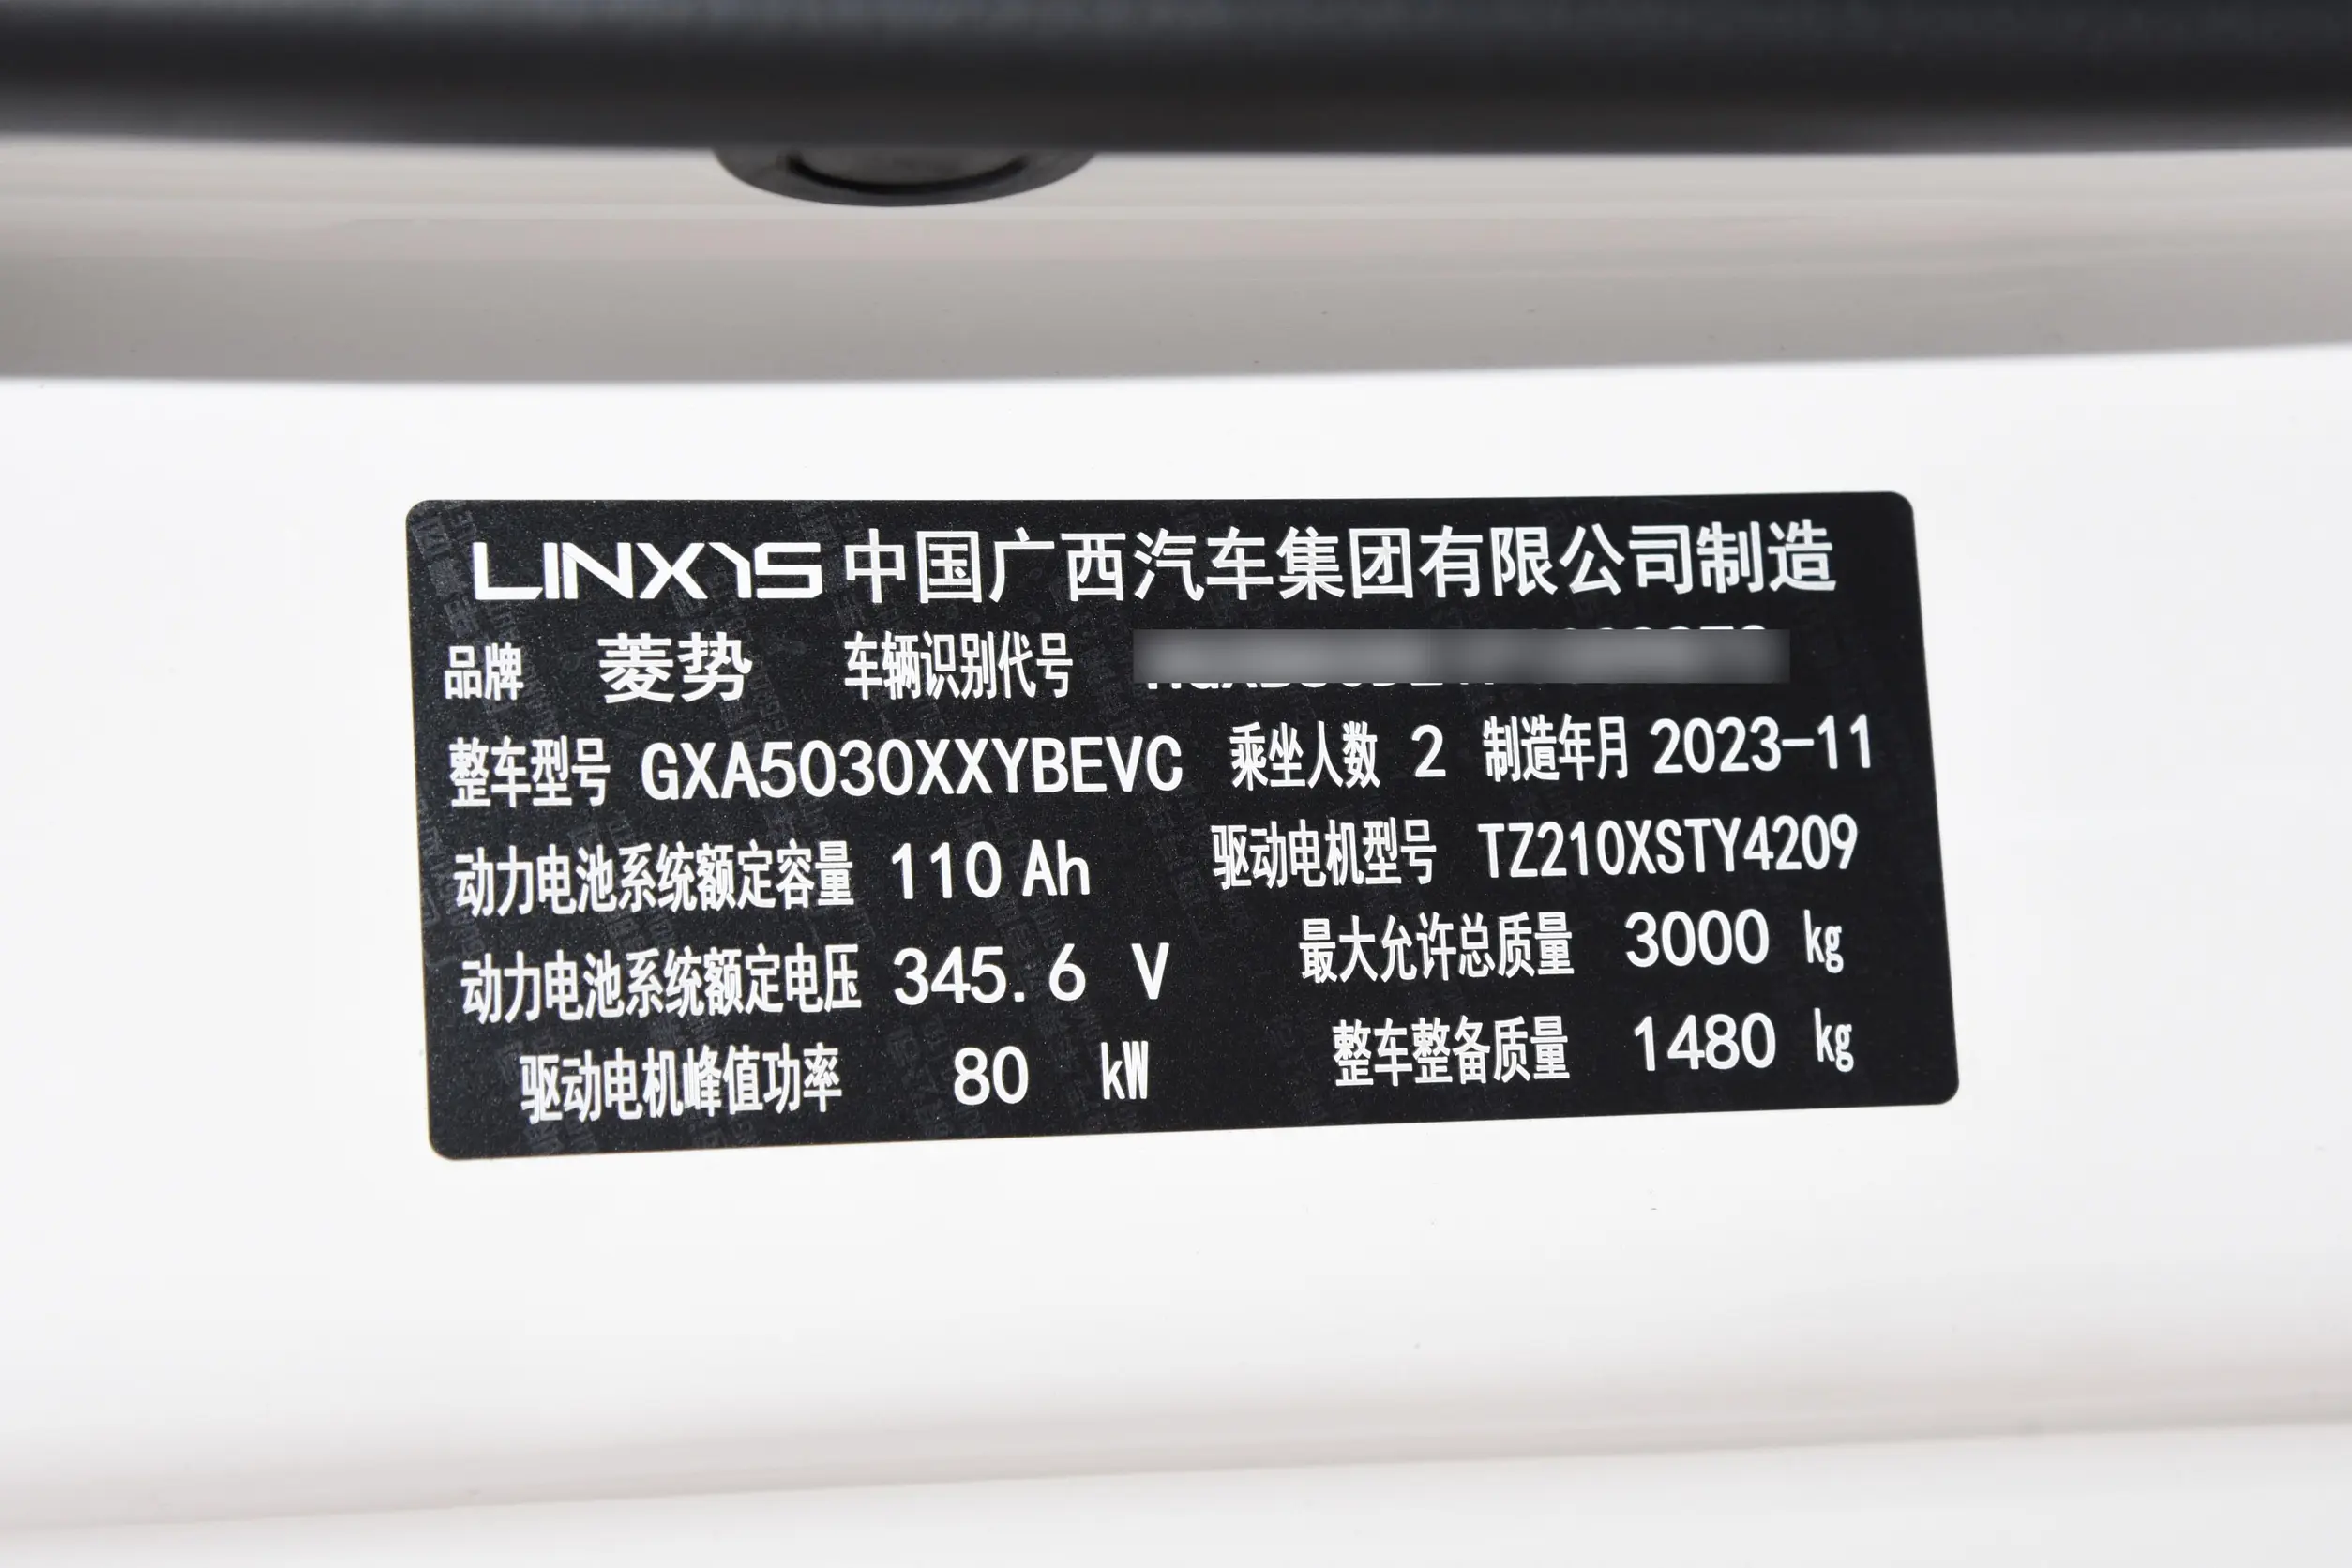 LINXYS 中国广西汽车集团有限公司制造
品牌 菱势 车辆识别代号
整车型号 GXA5030XXYBEVC 乘坐人数 2 制造年月 2023-11
动力电池系统额定容量 110 Ah 驱动电机型号 TZ210XSTY4209
动力电池系统额定电压 345.6 V 最大允许总质量 3000 kg
驱动电机峰值功率 80 kW 整车整备质量 1480 kg